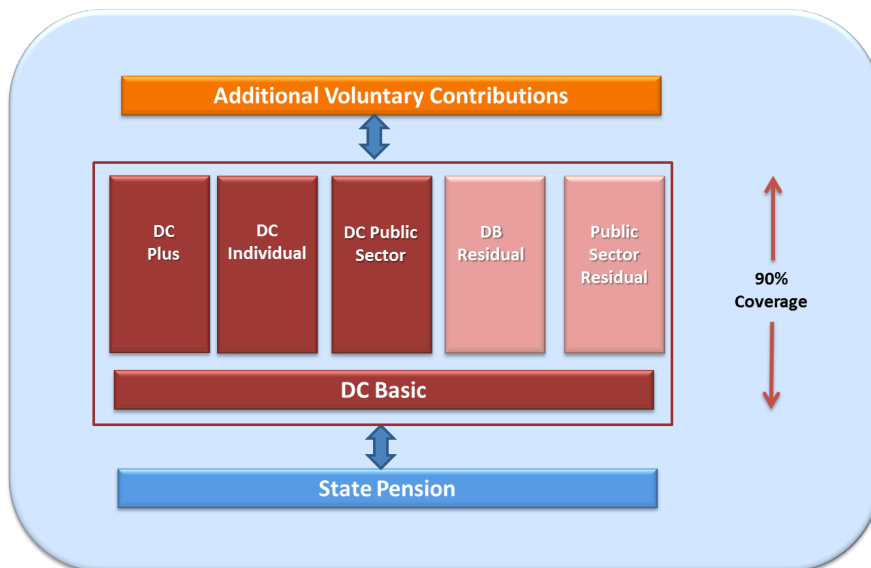 Additional Voluntary Contributions
DC
Plus
DC
Individual
DC Public
Sector
DB
Residual
Public
Sector
Residual
90%
Coverage
DC Basic
State Pension